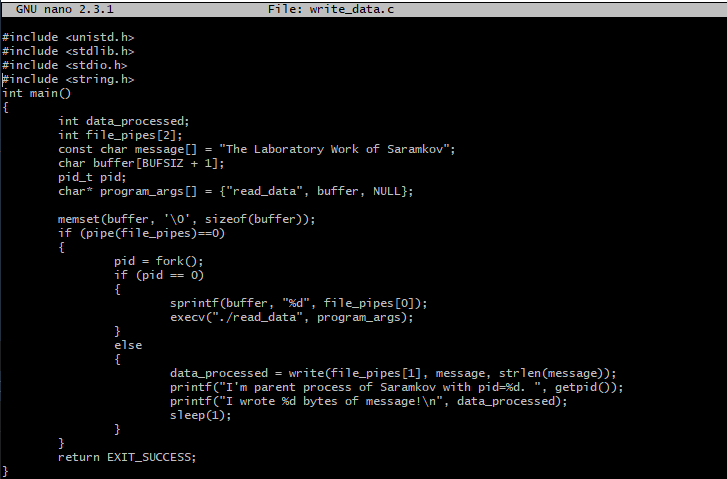 GNU nano 2.3.1 File: write_data.c
#include <unistd.h>
#include <stdlib.h>
#include <stdio.h>
#include <string.h>
int main()
{
int data_processed;
int file_pipes[2];
const char message[] = "The Laboratory Work of Saramkov";
char buffer[BUFSIZ + 1];
pid_t pid;
char* program_args[] = {"read_data", buffer, NULL};
memset(buffer, '\0', sizeof(buffer));
if (pipe(file_pipes)==0)
{
pid = fork();
if (pid == 0)
{
sprintf(buffer, "%d", file_pipes[0]);
execv("./read_data", program_args);
}
else
{
data_processed = write(file_pipes[1], message, strlen(message));
printf("I'm parent process of Saramkov with pid=%d. ", getpid());
printf("I wrote %d bytes of message!\n", data_processed);
sleep(1);
}
}
return EXIT_SUCCESS;
}